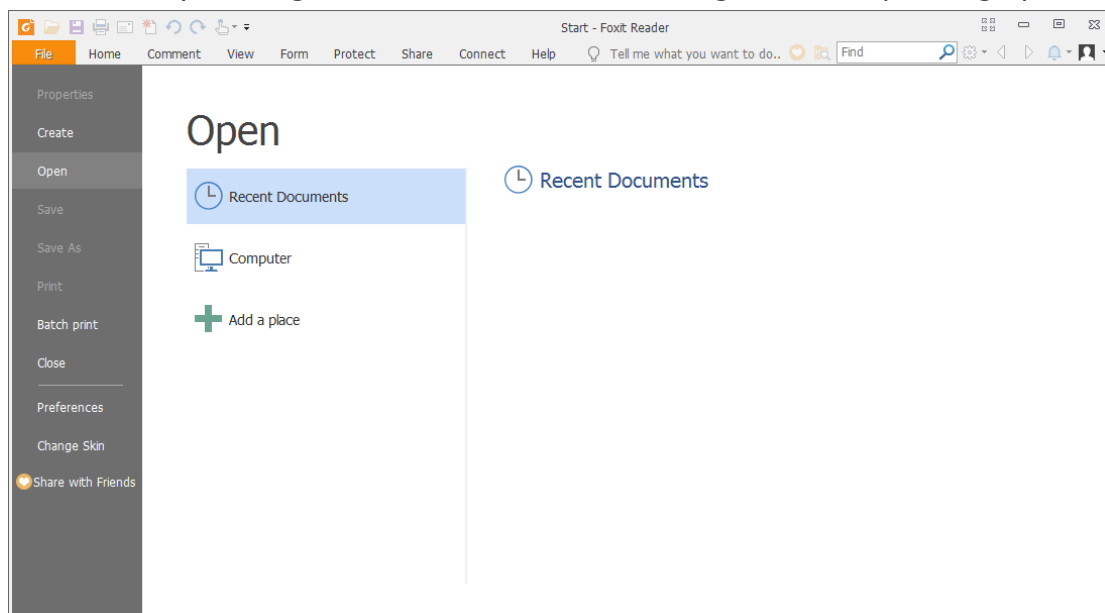 Start - Foxit Reader
File Home Comment View Form Protect Share Connect Help Tell me what you want to do.. Find
Properties
Create
Open
Save
Save As
Print
Batch print
Close
Preferences
Change Skin
Share with Friends
Open
Recent Documents
Computer
Add a place
Recent Documents